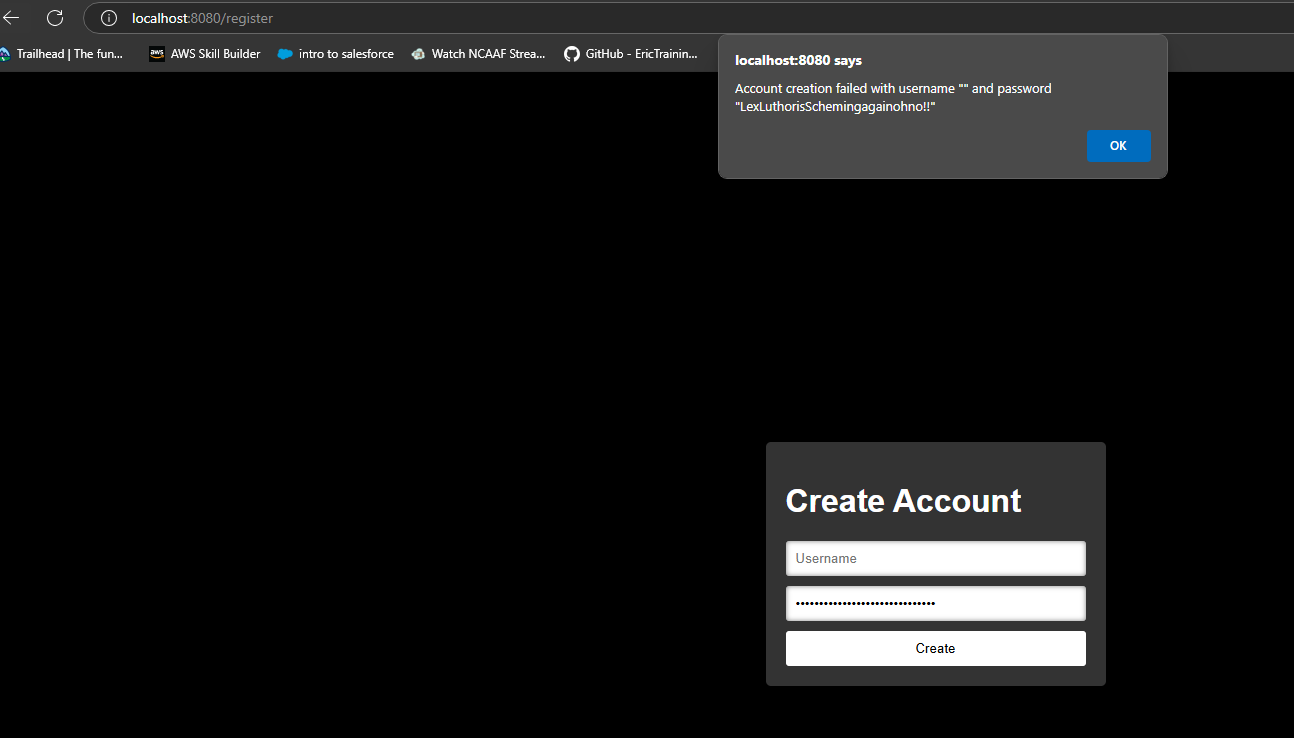 localhost:8080/register
Trailhead | The fun... aws AWS Skill Builder intro to salesforce Watch NCAAF Strea... GitHub - EricTrainin...
localhost:8080 says
Account creation failed with username "" and password
"LexLuthorisSchemingagainohno!!"
OK
Create Account
Username
••••••••••••••••••••••••••••••
Create